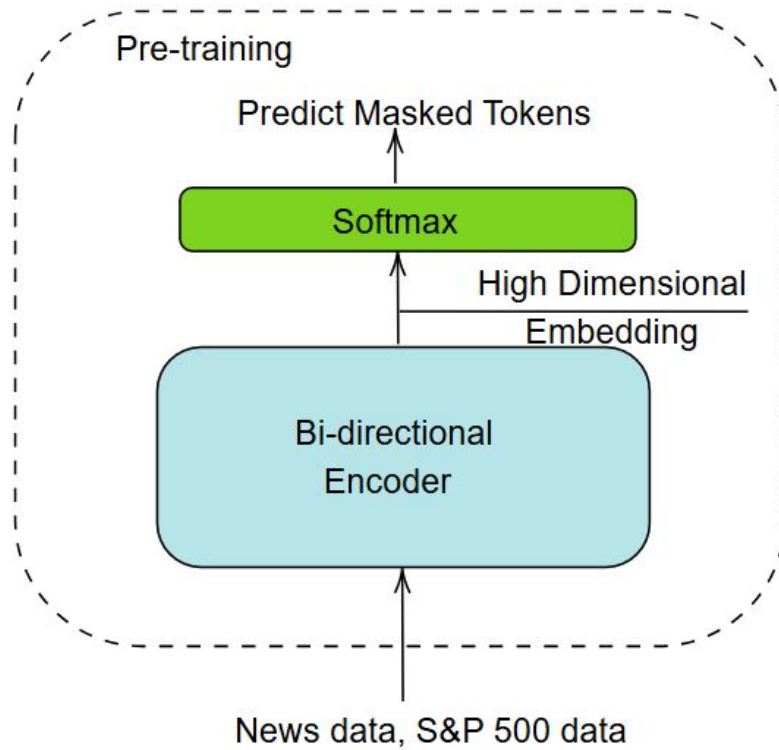 Pre-training
Predict Masked Tokens
Softmax
High Dimensional
Embedding
Bi-directional
Encoder
News data, S&P 500 data